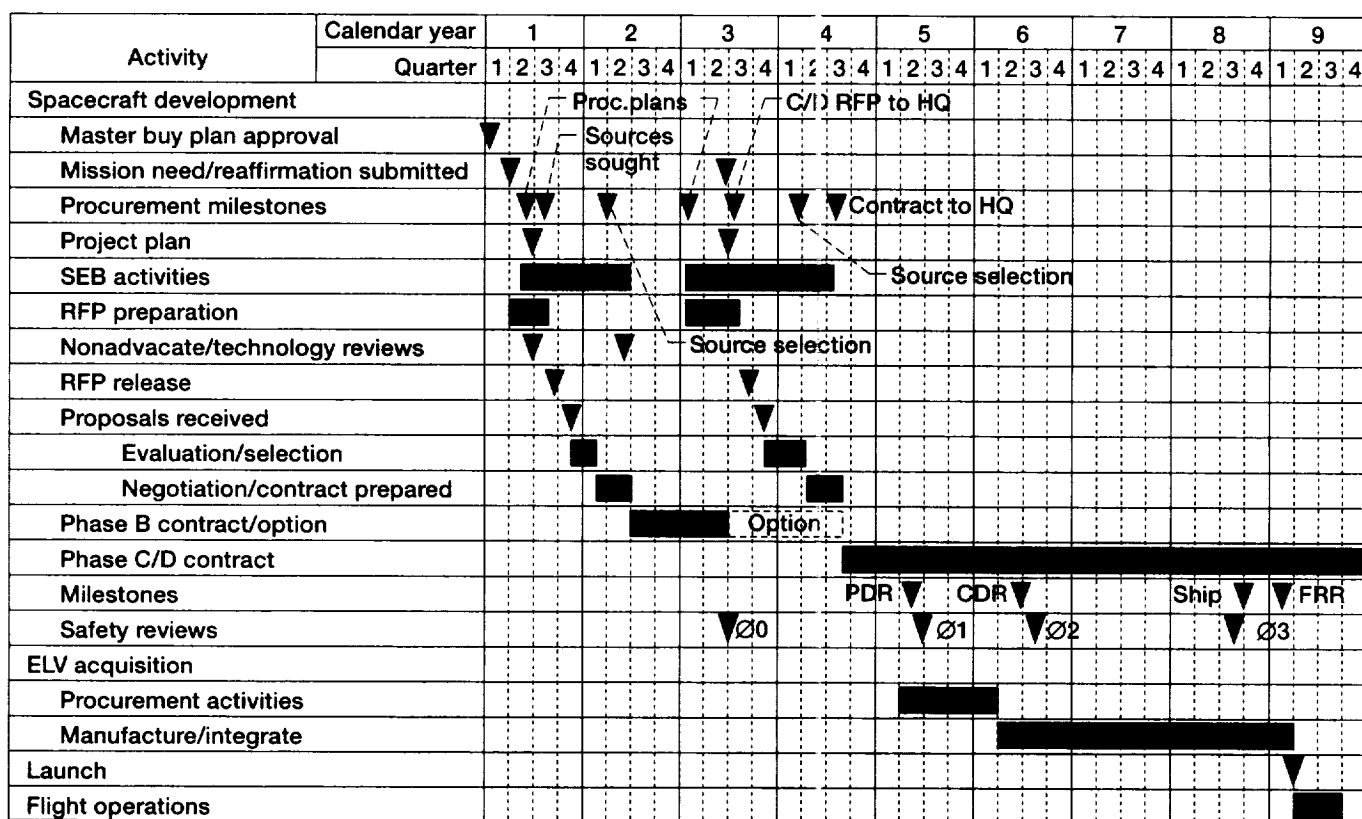 Activity
Calendar year 1 2 3 4 5 6 7 8 9
Quarter 1 2 3 4 1 2 3 4 1 2 3 4 1 2 3 4 1 2 3 4 1 2 3 4 1 2 3 4 1 2 3 4 1 2 3 4
Spacecraft development Proc.plans C/D RFP to HQ
Master buy plan approval Sources
sought
Mission need/reaffirmation submitted
Procurement milestones Contract to HQ
Project plan
SEB activities Source selection
RFP preparation
Nonadvacate/technology reviews Source selection
RFP release
Proposals received
Evaluation/selection
Negotiation/contract prepared
Phase B contract/option Option
Phase C/D contract
Milestones PDR CDR Ship FRR
Safety reviews Ø0 Ø1 Ø2 Ø3
ELV acquisition
Procurement activities
Manufacture/integrate
Launch
Flight operations